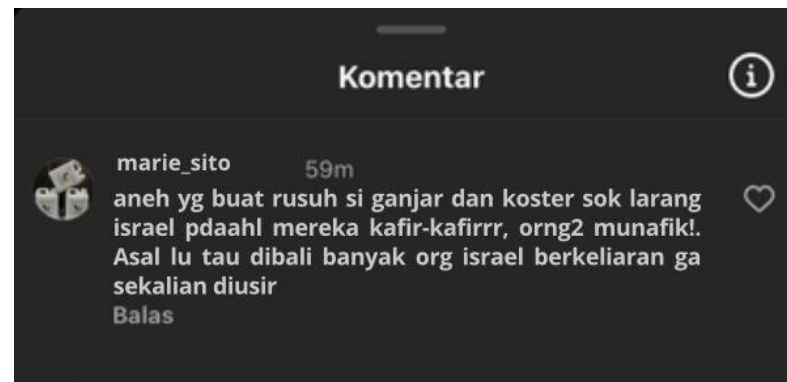 Komentar
marie_sito 59m
aneh yg buat rusuh si ganjar dan koster sok larang
israel pdaahl mereka kafir-kafirrr, orng2 munafik!.
Asal lu tau dibali banyak org israel berkeliaran ga
sekalian diusir
Balas